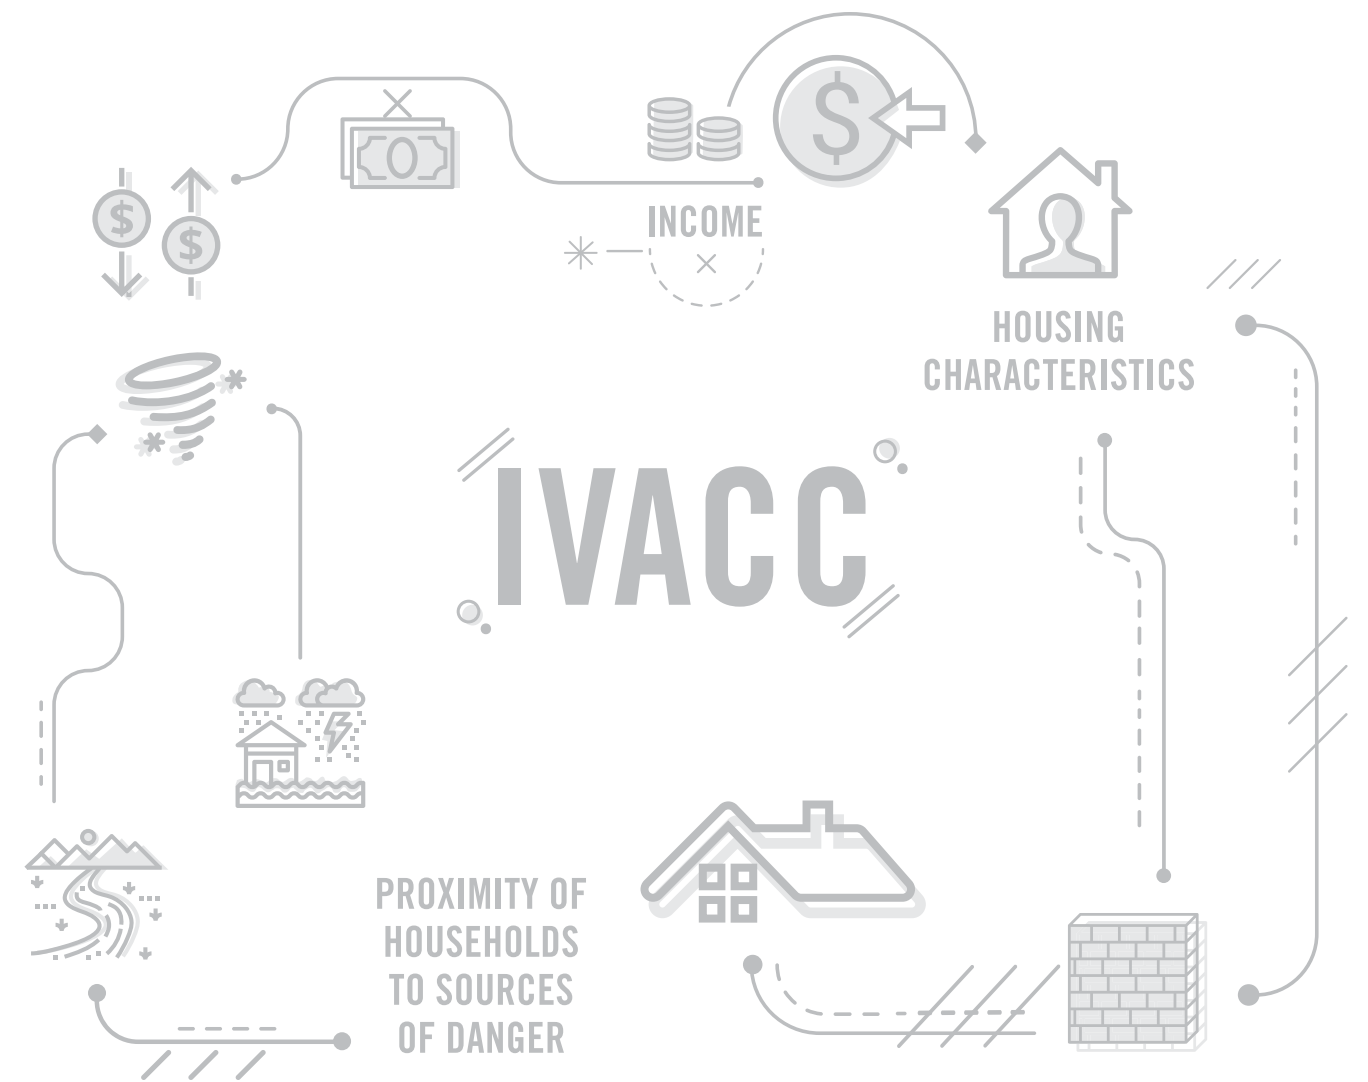 $
$
$
INCOME
HOUSING
CHARACTERISTICS
IVACC
PROXIMITY OF
HOUSEHOLDS
TO SOURCES
OF DANGER